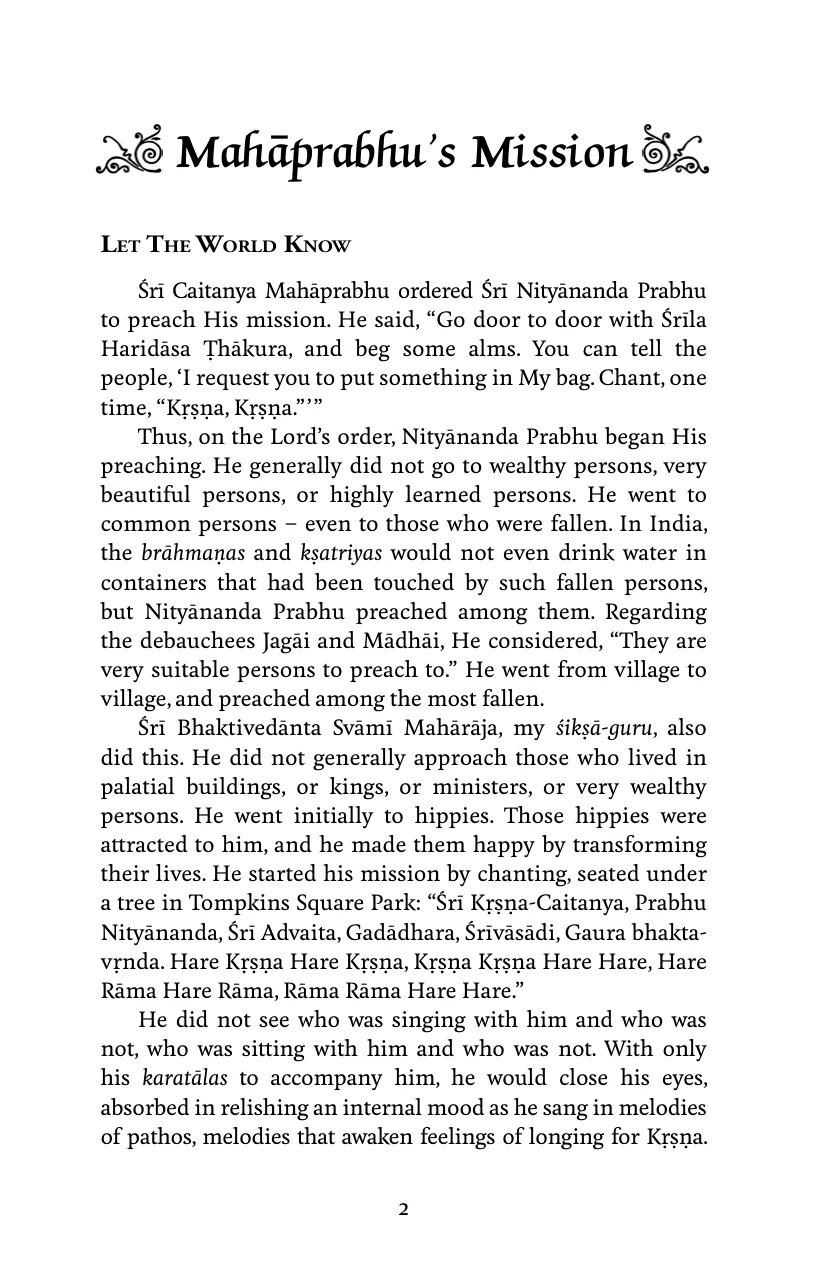 Mahāprabhu’s Mission
Let The World Know
Śrī Caitanya Mahāprabhu ordered Śrī Nityānanda Prabhu
to preach His mission. He said, “Go door to door with Śrīla
Haridāsa Ṭhākura, and beg some alms. You can tell the
people, ‘I request you to put something in My bag. Chant, one
time, “Kṛṣṇa, Kṛṣṇa.”’”
Thus, on the Lord’s order, Nityānanda Prabhu began His
preaching. He generally did not go to wealthy persons, very
beautiful persons, or highly learned persons. He went to
common persons – even to those who were fallen. In India,
the brāhmaṇas and kṣatriyas would not even drink water in
containers that had been touched by such fallen persons,
but Nityānanda Prabhu preached among them. Regarding
the debauchees Jagāi and Mādhāi, He considered, “They are
very suitable persons to preach to.” He went from village to
village, and preached among the most fallen.
Śrī Bhaktivedānta Svāmī Mahārāja, my śikṣā-guru, also
did this. He did not generally approach those who lived in
palatial buildings, or kings, or ministers, or very wealthy
persons. He went initially to hippies. Those hippies were
attracted to him, and he made them happy by transforming
their lives. He started his mission by chanting, seated under
a tree in Tompkins Square Park: “Śrī Kṛṣṇa-Caitanya, Prabhu
Nityānanda, Śrī Advaita, Gadādhara, Śrīvāsādi, Gaura bhakta-
vṛnda. Hare Kṛṣṇa Hare Kṛṣṇa, Kṛṣṇa Kṛṣṇa Hare Hare, Hare
Rāma Hare Rāma, Rāma Rāma Hare Hare.”
He did not see who was singing with him and who was
not, who was sitting with him and who was not. With only
his karatālas to accompany him, he would close his eyes,
absorbed in relishing an internal mood as he sang in melodies
of pathos, melodies that awaken feelings of longing for Kṛṣṇa.
2